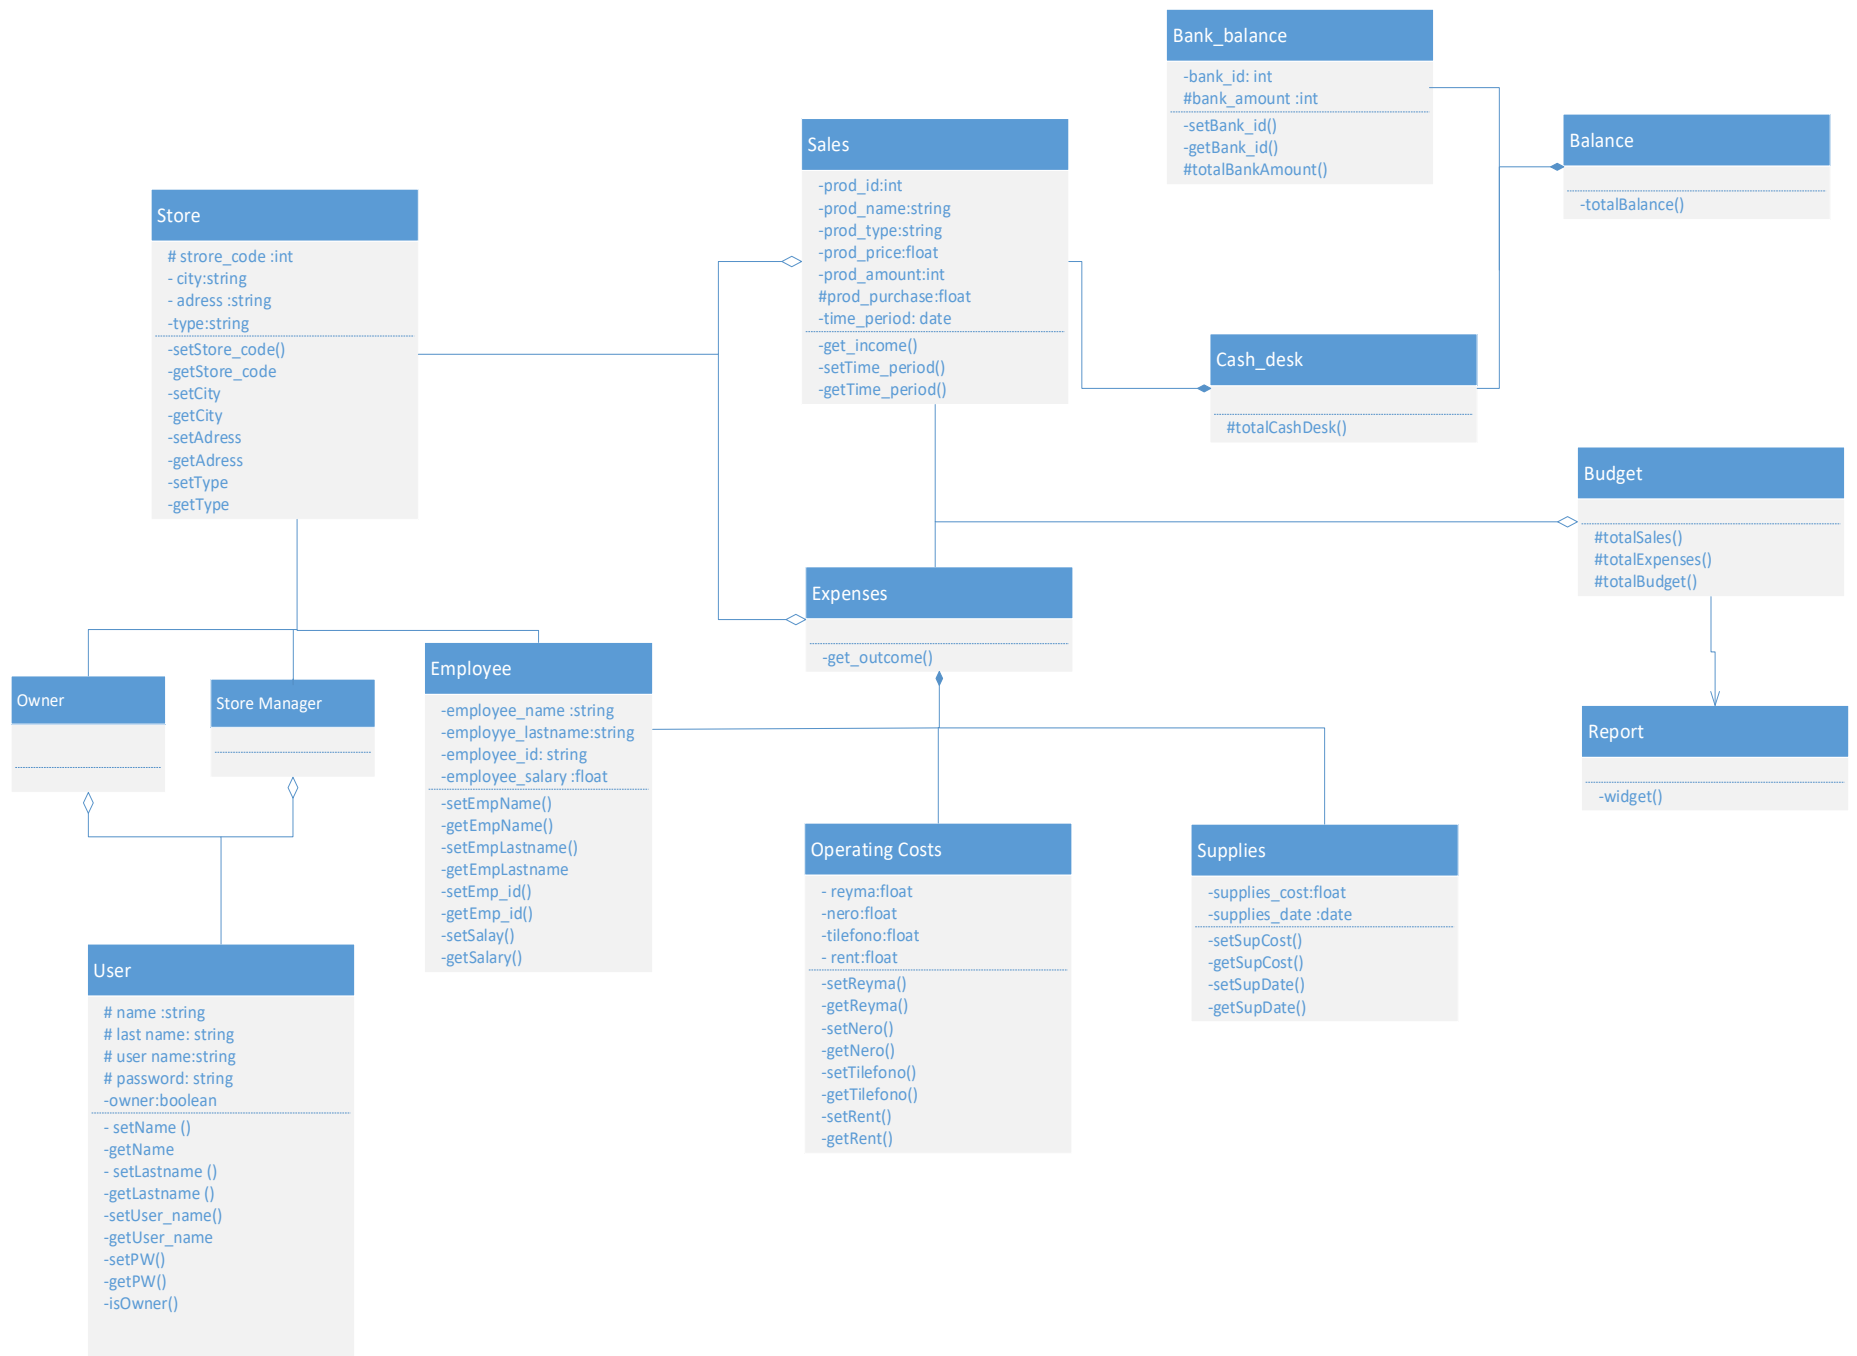 Bank_balance
-bank_id: int
#bank_amount :int
-setBank_id()
-getBank_id()
#totalBankAmount()
Balance
-totalBalance()
Sales
-prod_id:int
-prod_name:string
-prod_type:string
-prod_price:float
-prod_amount:int
#prod_purchase:float
-time_period: date
-get_income()
-setTime_period()
-getTime_period()
Store
# strore_code :int
- city:string
- adress :string
-type:string
-setStore_code()
-getStore_code
-setCity
-getCity
-setAdress
-getAdress
-setType
-getType
Cash_desk
#totalCashDesk()
Budget
#totalSales()
#totalExpenses()
#totalBudget()
Expenses
-get_outcome()
Owner
Store Manager
Employee
-employee_name :string
-employye_lastname:string
-employee_id: string
-employee_salary :float
-setEmpName()
-getEmpName()
-setEmpLastname()
-getEmpLastname
-setEmp_id()
-getEmp_id()
-setSalay()
-getSalary()
Report
-widget()
Operating Costs
- reyma:float
-nero:float
-tilefono:float
- rent:float
-setReyma()
-getReyma()
-setNero()
-getNero()
-setTilefono()
-getTilefono()
-setRent()
-getRent()
Supplies
-supplies_cost:float
-supplies_date :date
-setSupCost()
-getSupCost()
-setSupDate()
-getSupDate()
User
# name :string
# last name: string
# user name:string
# password: string
-owner:boolean
- setName ()
-getName
- setLastname ()
-getLastname ()
-setUser_name()
-getUser_name
-setPW()
-getPW()
-isOwner()